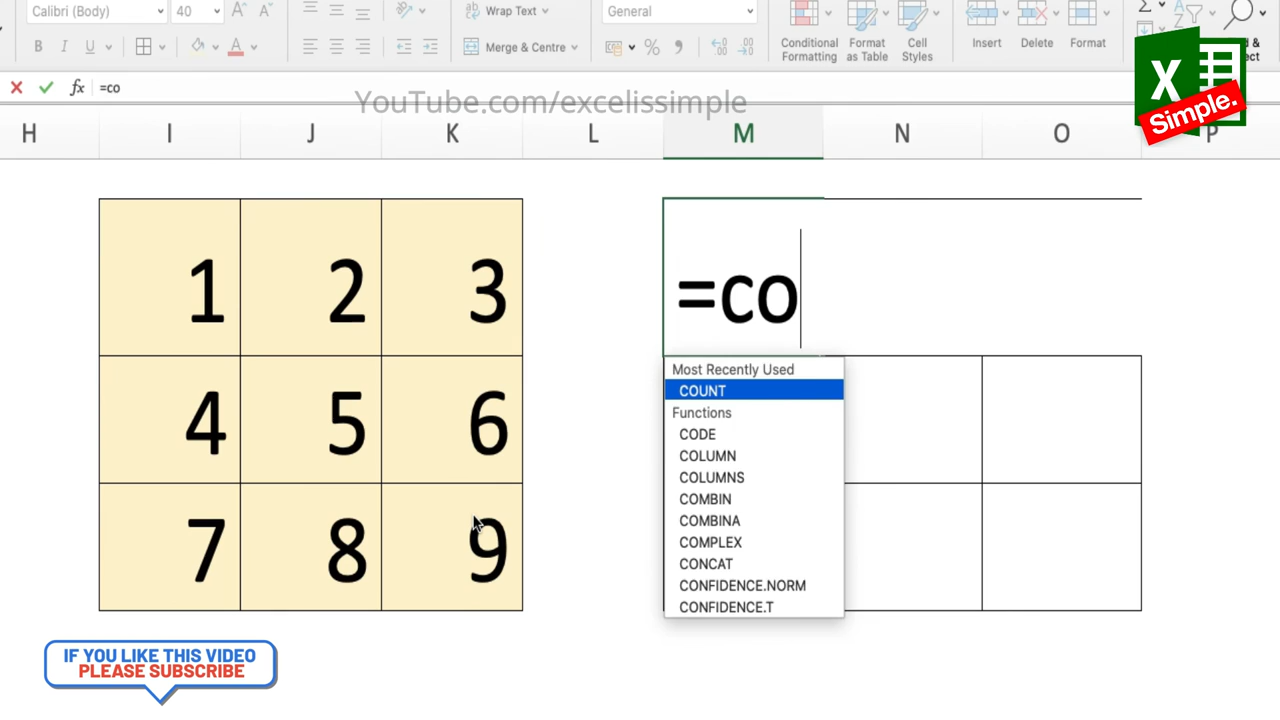 Calibri (Body) 40 A A Wrap Text General
B I U A Merge & Centre % Conditional Formatting Format as Table Cell Styles Insert Delete Format
fx =co
YouTube.com/excelissimple
X Simple.
H I J K L M N O P
1 2 3 =co
4 5 6
7 8 9
Most Recently Used
COUNT
Functions
CODE
COLUMN
COLUMNS
COMBIN
COMBINA
COMPLEX
CONCAT
CONFIDENCE.NORM
CONFIDENCE.T
IF YOU LIKE THIS VIDEO
PLEASE SUBSCRIBE